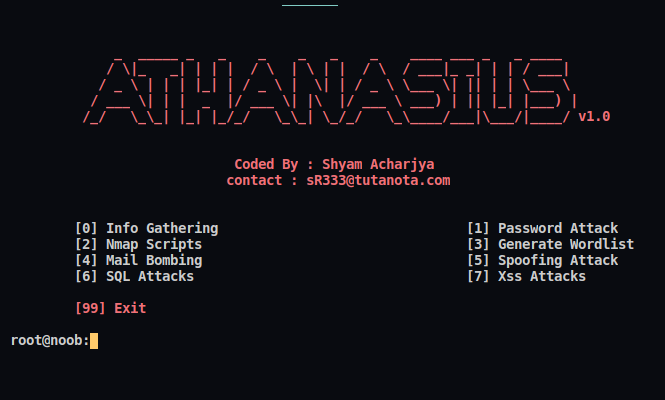 ATHANASIUS v1.0
Coded By : Shyam Acharjya
contact : sR333@tutanota.com
[0] Info Gathering [1] Password Attack
[2] Nmap Scripts [3] Generate Wordlist
[4] Mail Bombing [5] Spoofing Attack
[6] SQL Attacks [7] Xss Attacks
[99] Exit
root@noob: